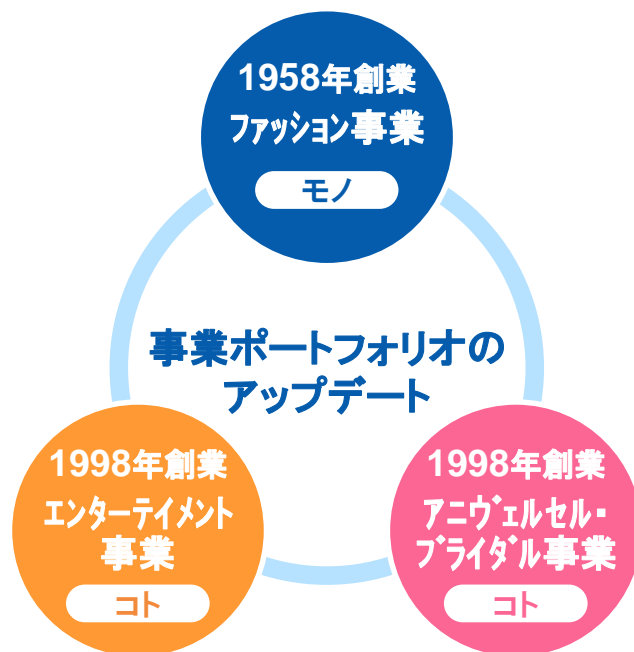 1958年創業
ファッション事業
モノ
事業ポートフォリオの
アップデート
1998年創業
エンターテイメント
事業
コト
1998年創業
アニヴェルセル・
ブライダル事業
コト